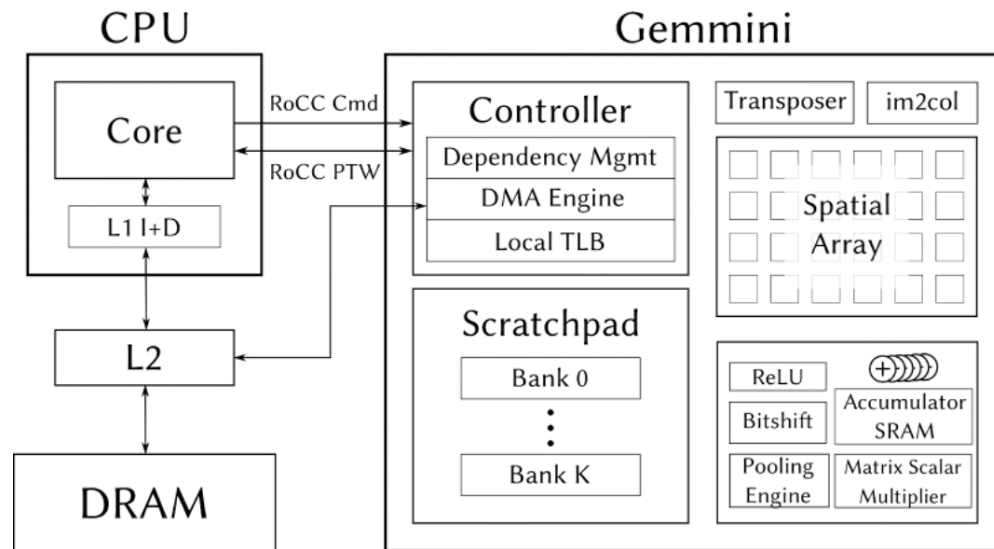 CPU
Gemmini
Core
L1 I+D
L2
DRAM
RoCC Cmd
RoCC PTW
Controller
Dependency Mgmt
DMA Engine
Local TLB
Scratchpad
Bank 0
Bank K
Transposer
im2col
Spatial
Array
ReLU
Bitshift
Pooling
Engine
Accumulator
SRAM
Matrix Scalar
Multiplier